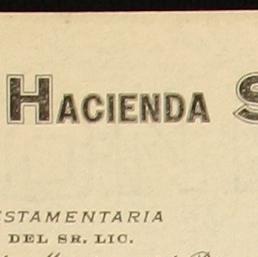 HACIENDA S
ESTAMENTARIA
DEL SR. LIC.